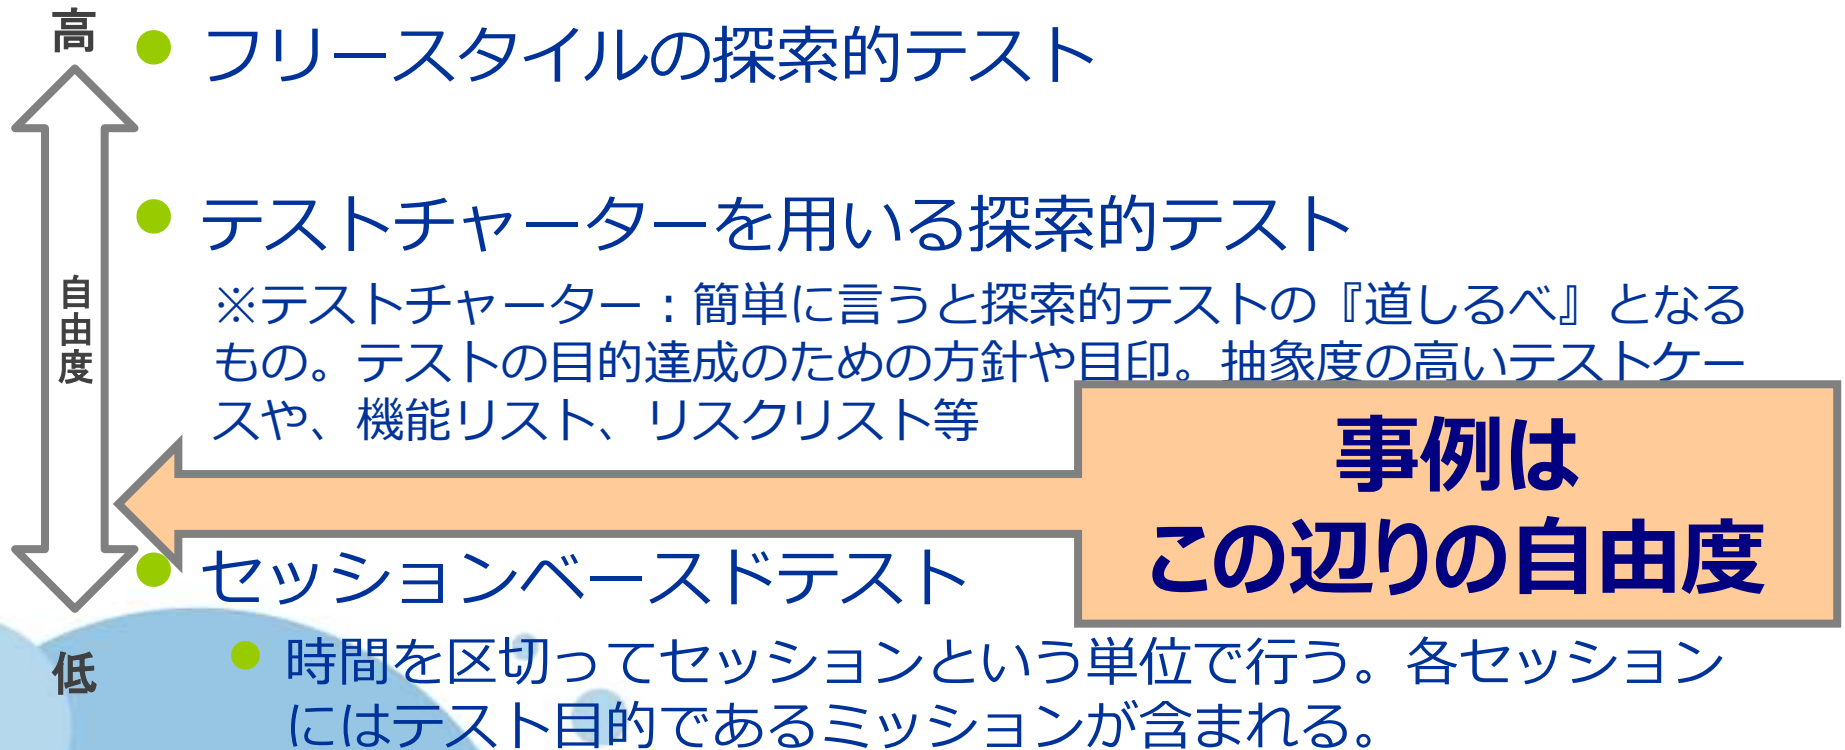 高
フリースタイルの探索的テスト
テストチャーターを用いる探索的テスト
※テストチャーター：簡単に言うと探索的テストの『道しるべ』となる
もの。テストの目的達成のための方針や目印。抽象度の高いテストケー
スや、機能リスト、リスクリスト等
自由度
事例は
この辺りの自由度
セッションベースドテスト
低
時間を区切ってセッションという単位で行う。各セッション
にはテスト目的であるミッションが含まれる。